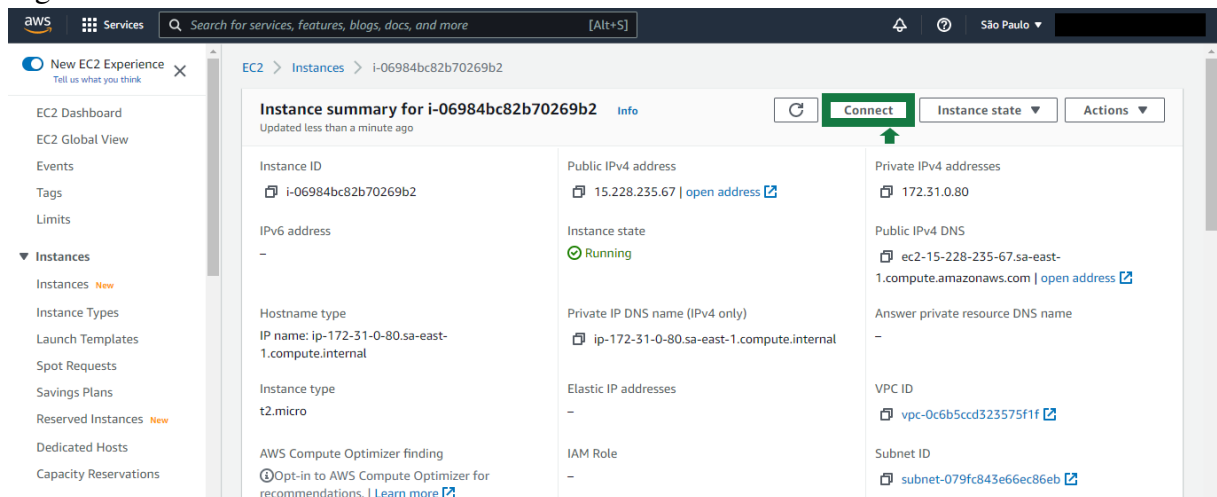 aws
Services
Search for services, features, blogs, docs, and more
[Alt+S]
São Paulo ▼
New EC2 Experience
Tell us what you think
EC2 Dashboard
EC2 Global View
Events
Tags
Limits
▼ Instances
Instances New
Instance Types
Launch Templates
Spot Requests
Savings Plans
Reserved Instances New
Dedicated Hosts
Capacity Reservations
EC2 > Instances > i-06984bc82b70269b2
Instance summary for i-06984bc82b70269b2 Info
Updated less than a minute ago
Connect
Instance state ▼
Actions ▼
Instance ID
i-06984bc82b70269b2
Public IPv4 address
15.228.235.67 | open address
Private IPv4 addresses
172.31.0.80
IPv6 address
–
Instance state
Running
Public IPv4 DNS
ec2-15-228-235-67.sa-east-
1.compute.amazonaws.com | open address
Hostname type
IP name: ip-172-31-0-80.sa-east-
1.compute.internal
Private IP DNS name (IPv4 only)
ip-172-31-0-80.sa-east-1.compute.internal
Answer private resource DNS name
–
Instance type
t2.micro
Elastic IP addresses
–
VPC ID
vpc-0c6b5ccd323575f1f
AWS Compute Optimizer finding
Opt-in to AWS Compute Optimizer for
recommendations. | Learn more
IAM Role
–
Subnet ID
subnet-079fc843e66ec86eb